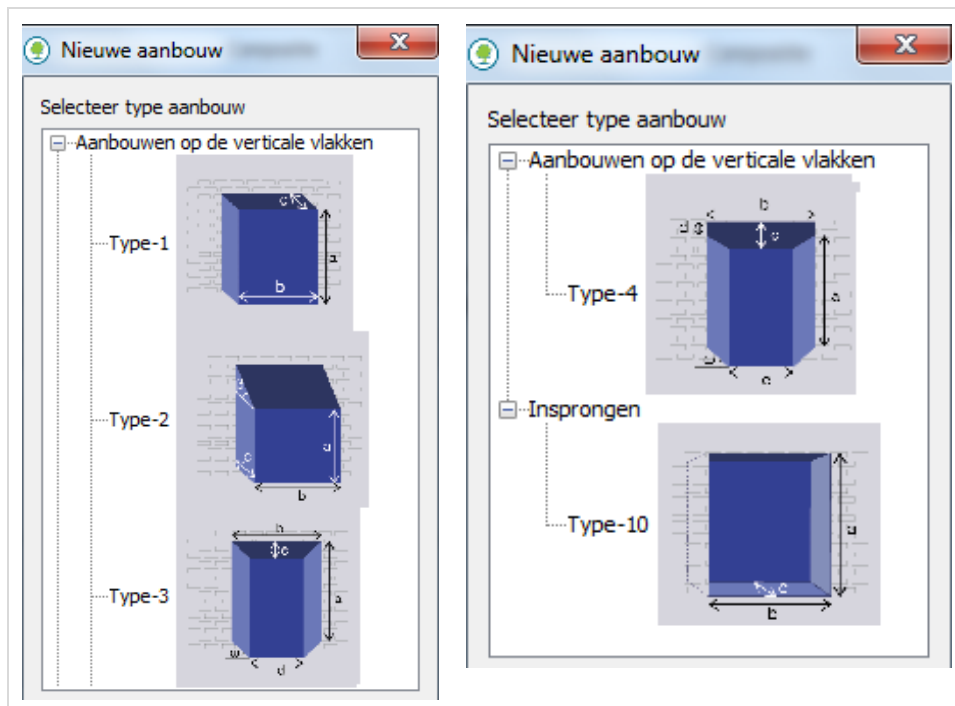 Nieuwe aanbouw
Selecteer type aanbouw
Aanbouwen op de verticale vlakken
c
a
b
Type-1
a
c
b
Type-2
b
c
a
Type-3
d
Nieuwe aanbouw
Selecteer type aanbouw
Aanbouwen op de verticale vlakken
b
c
a
Type-4
e
Insprongen
a
Type-10
c
b